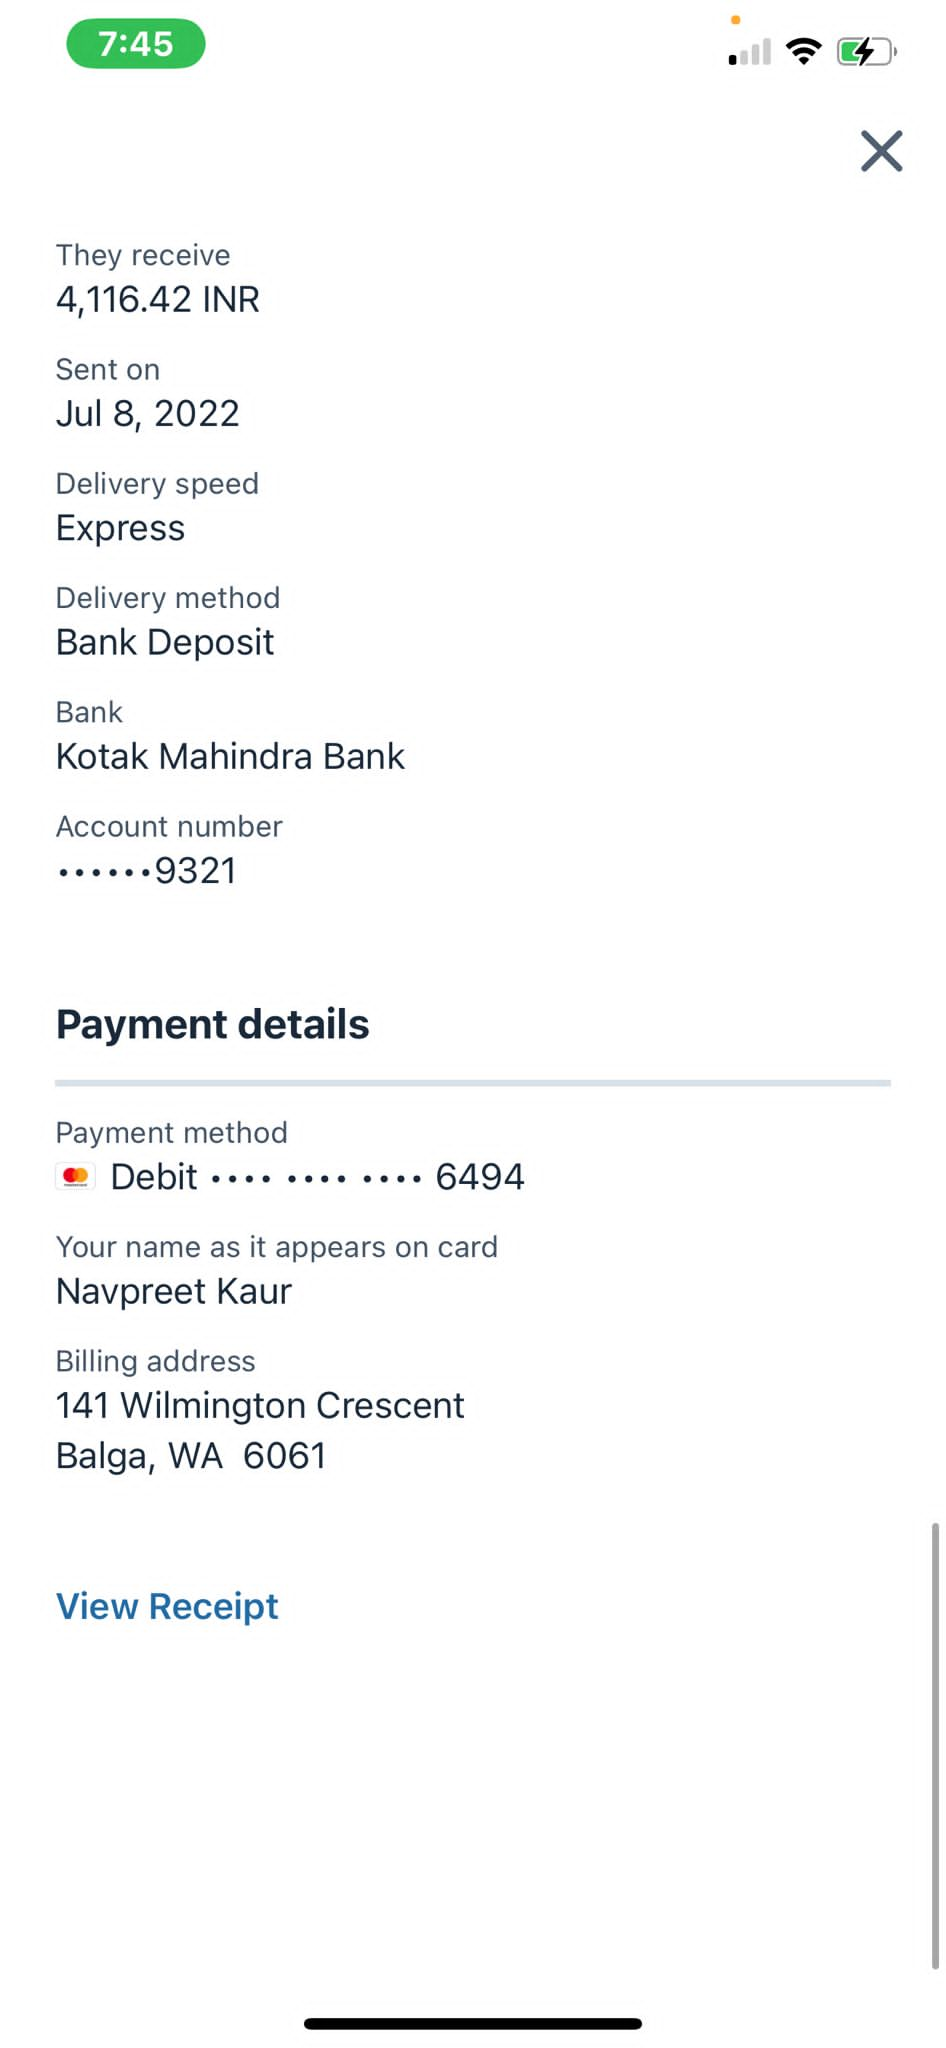 7:45
They receive
4,116.42 INR
Sent on
Jul 8, 2022
Delivery speed
Express
Delivery method
Bank Deposit
Bank
Kotak Mahindra Bank
Account number
••••••9321
Payment details
Payment method
Debit •••• •••• •••• 6494
Your name as it appears on card
Navpreet Kaur
Billing address
141 Wilmington Crescent
Balga, WA  6061
View Receipt